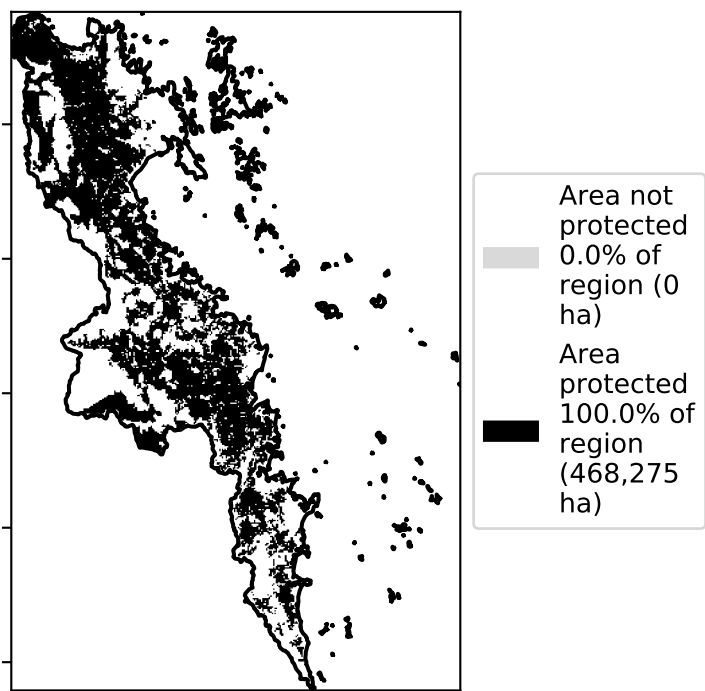 Area not
protected
0.0% of
region (0
ha)
Area
protected
100.0% of
region
(468,275
ha)